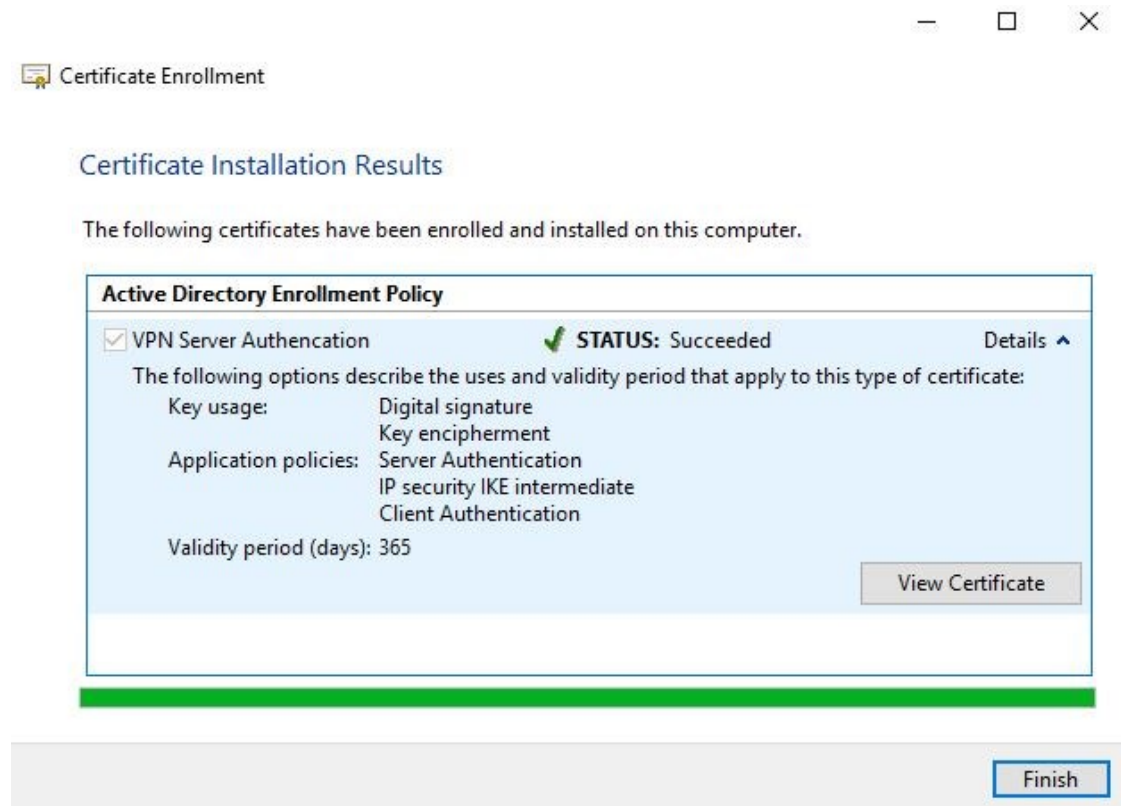 Certificate Enrollment
Certificate Installation Results
The following certificates have been enrolled and installed on this computer.
Active Directory Enrollment Policy
VPN Server Authencation STATUS: Succeeded Details
The following options describe the uses and validity period that apply to this type of certificate:
Key usage: Digital signature
Key encipherment
Application policies: Server Authentication
IP security IKE intermediate
Client Authentication
Validity period (days): 365
View Certificate
Finish